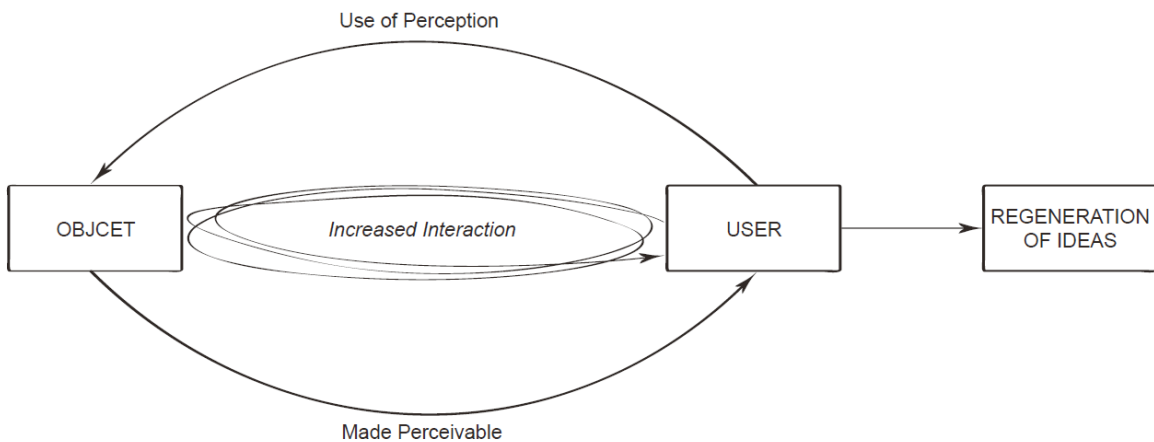 Use of Perception
OBJCET
Increased Interaction
USER
REGENERATION
OF IDEAS
Made Perceivable